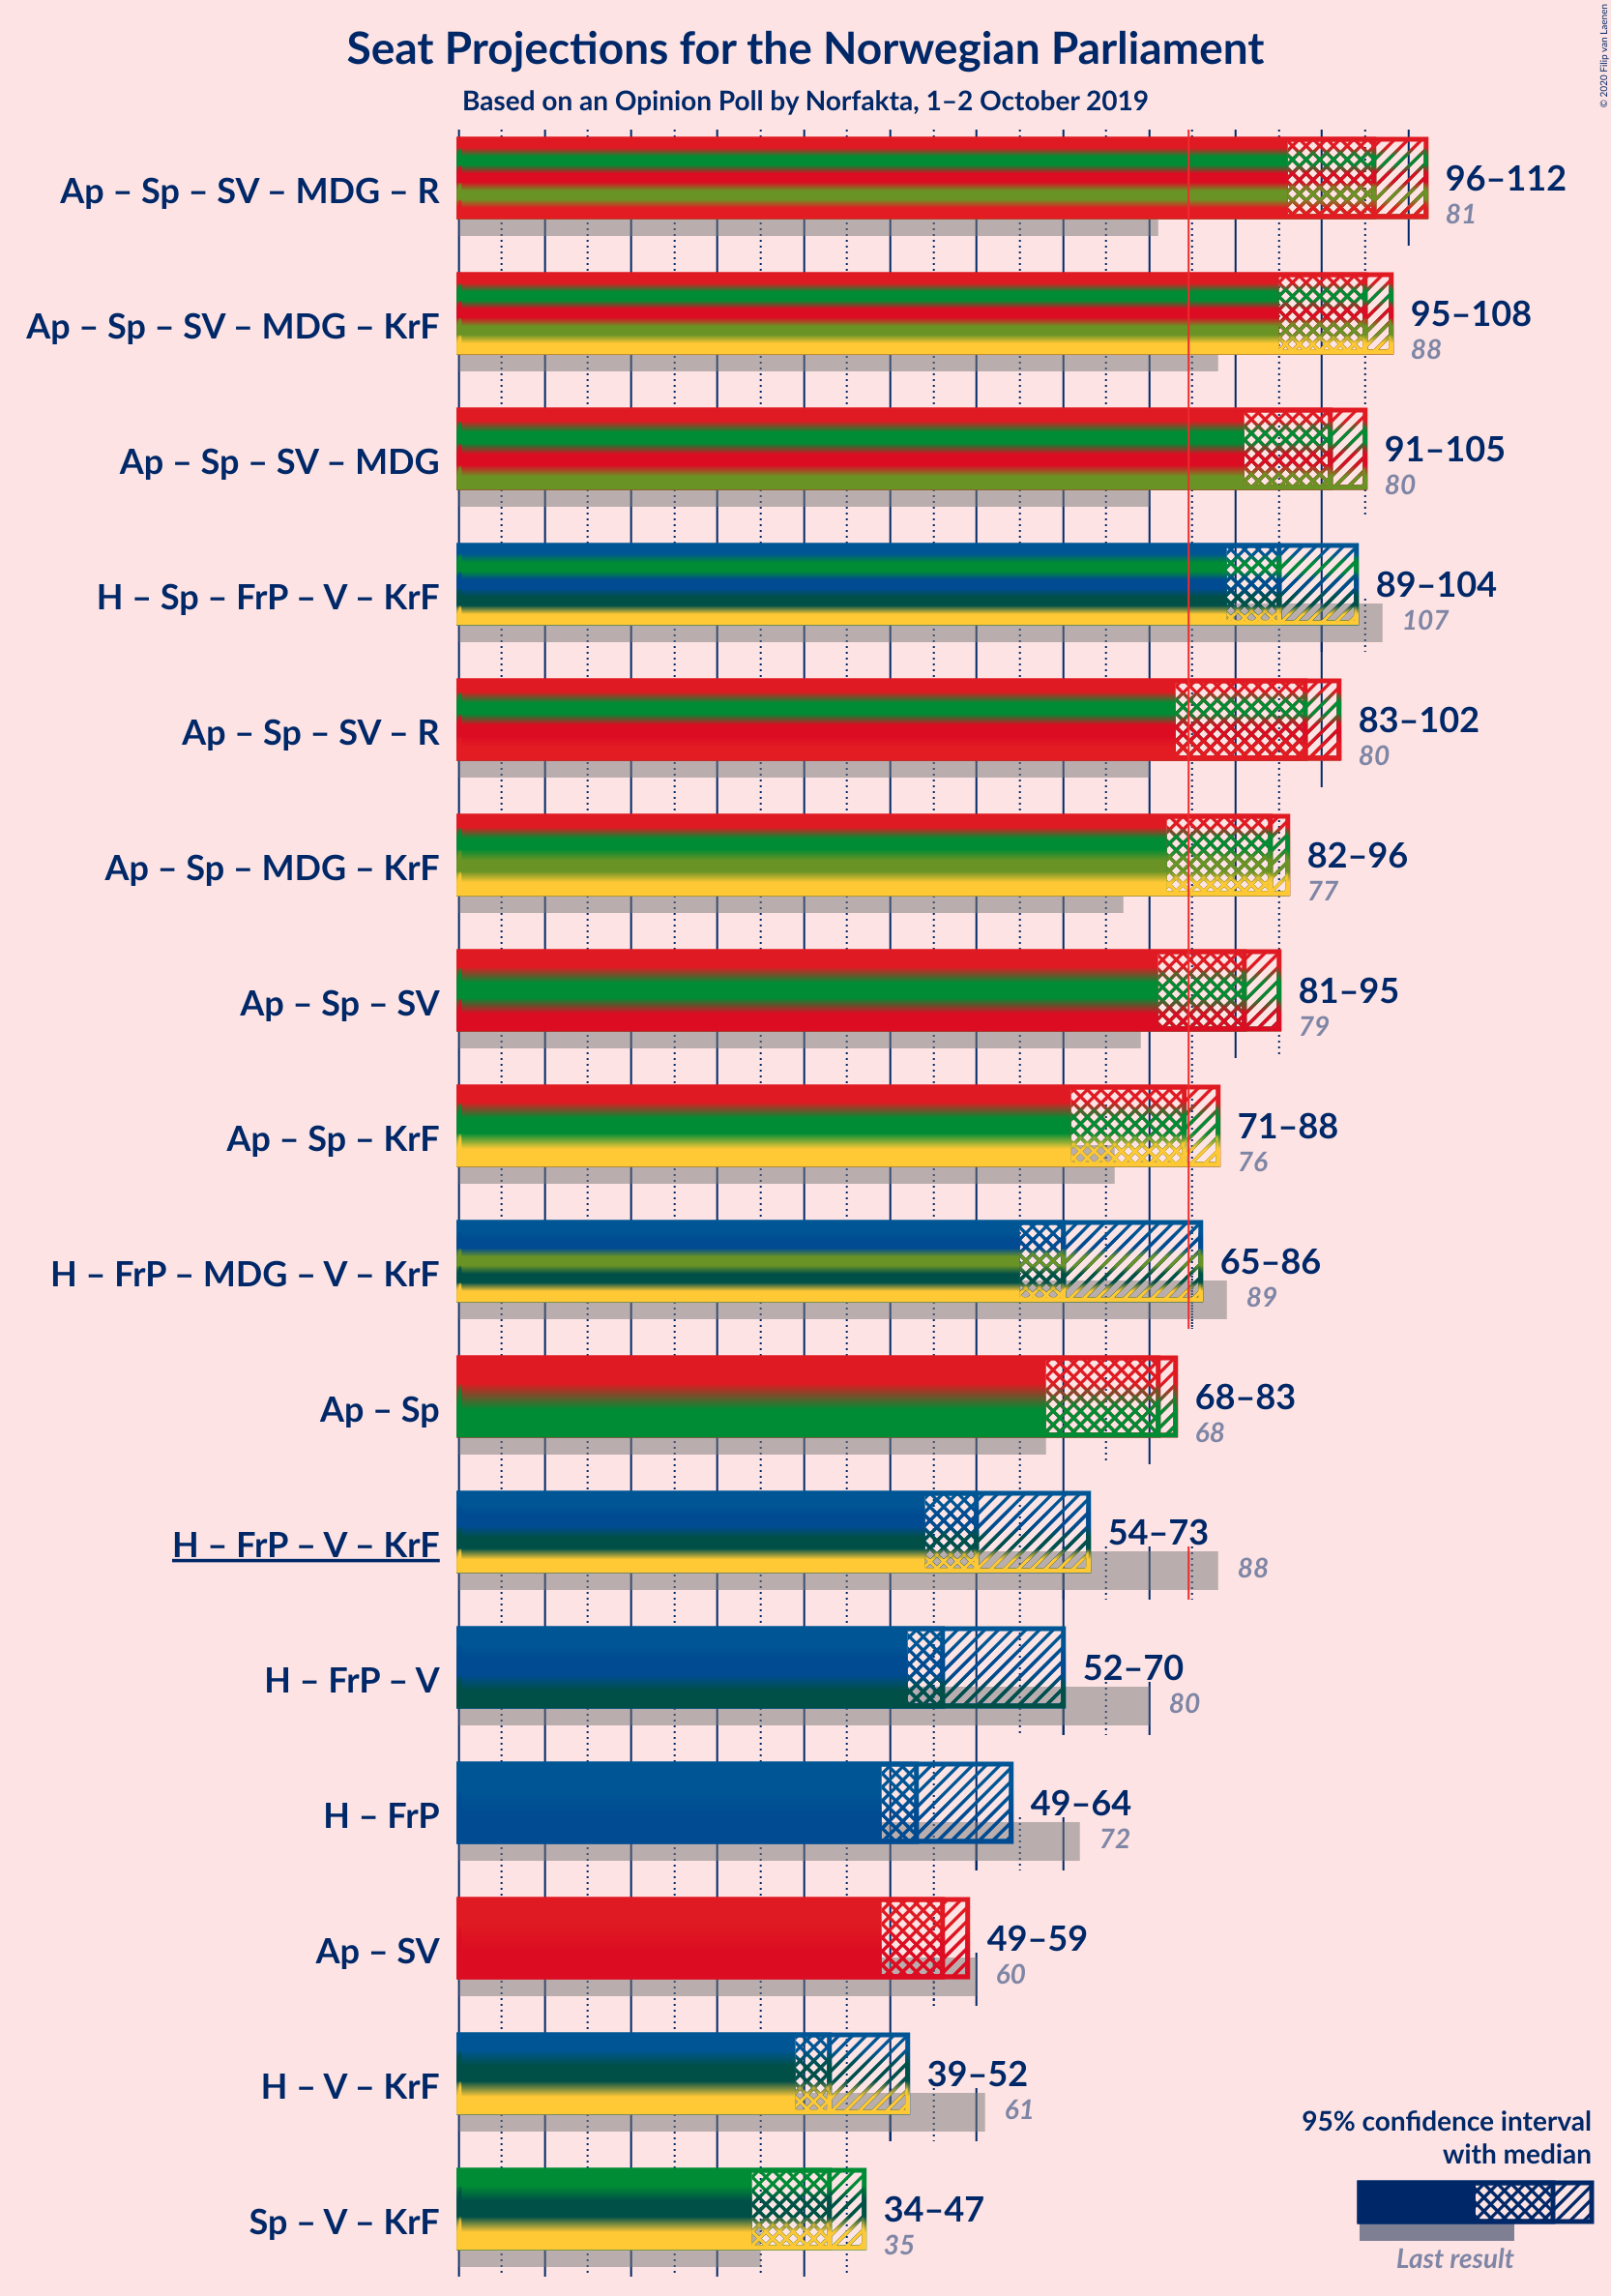 © 2020 Filip van Laenen
Seat Projections for the Norwegian Parliament
Based on an Opinion Poll by Norfakta, 1–2 October 2019
Ap – Sp – SV – MDG – R
96–112
81
Ap – Sp – SV – MDG – KrF
95–108
88
Ap – Sp – SV – MDG
91–105
80
H – Sp – FrP – V – KrF
89–104
107
Ap – Sp – SV – R
83–102
80
Ap – Sp – MDG – KrF
82–96
77
Ap – Sp – SV
81–95
79
Ap – Sp – KrF
71–88
76
H – FrP – MDG – V – KrF
65–86
89
Ap – Sp
68–83
68
H – FrP – V – KrF
54–73
88
H – FrP – V
52–70
80
H – FrP
49–64
72
Ap – SV
49–59
60
H – V – KrF
39–52
61
Sp – V – KrF
34–47
35
95% confidence interval
with median
Last result